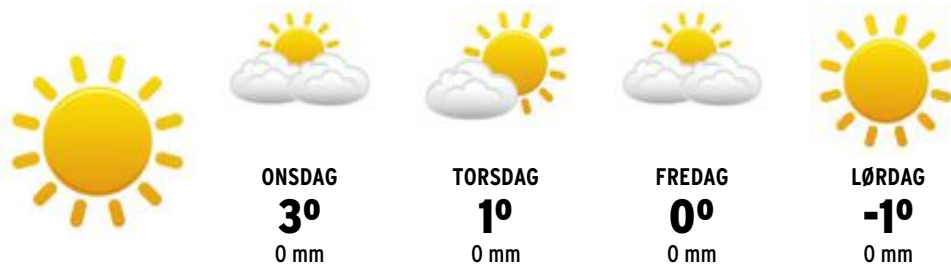 ONSDAG
3º
0 mm
TORSDAG
1º
0 mm
FREDAG
0º
0 mm
LØRDAG
-1º
0 mm